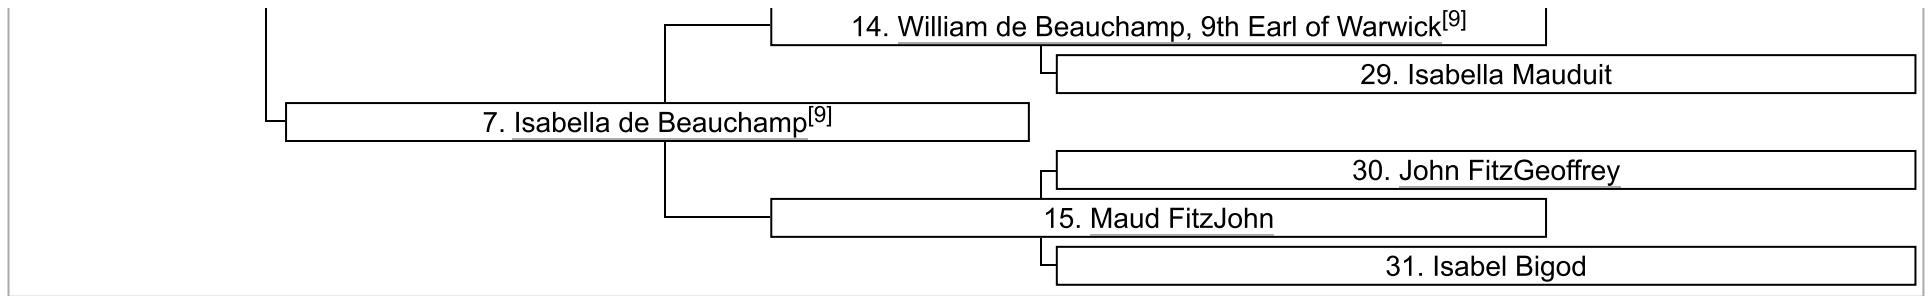 14. William de Beauchamp, 9th Earl of Warwick[9]
29. Isabella Mauduit
7. Isabella de Beauchamp[9]
30. John FitzGeoffrey
15. Maud FitzJohn
31. Isabel Bigod